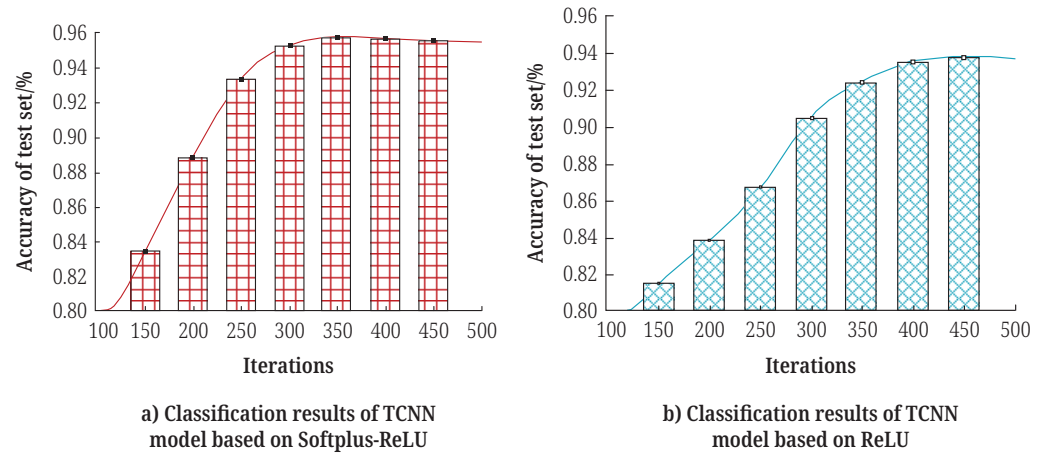 Accuracy of test set/%
0.96
0.94
0.92
0.90
0.88
0.86
0.84
0.82
0.80
100 150 200 250 300 350 400 450 500
Iterations
a) Classification results of TCNN
model based on Softplus-ReLU
Accuracy of test set/%
0.96
0.94
0.92
0.90
0.88
0.86
0.84
0.82
0.80
100 150 200 250 300 350 400 450 500
Iterations
b) Classification results of TCNN
model based on ReLU